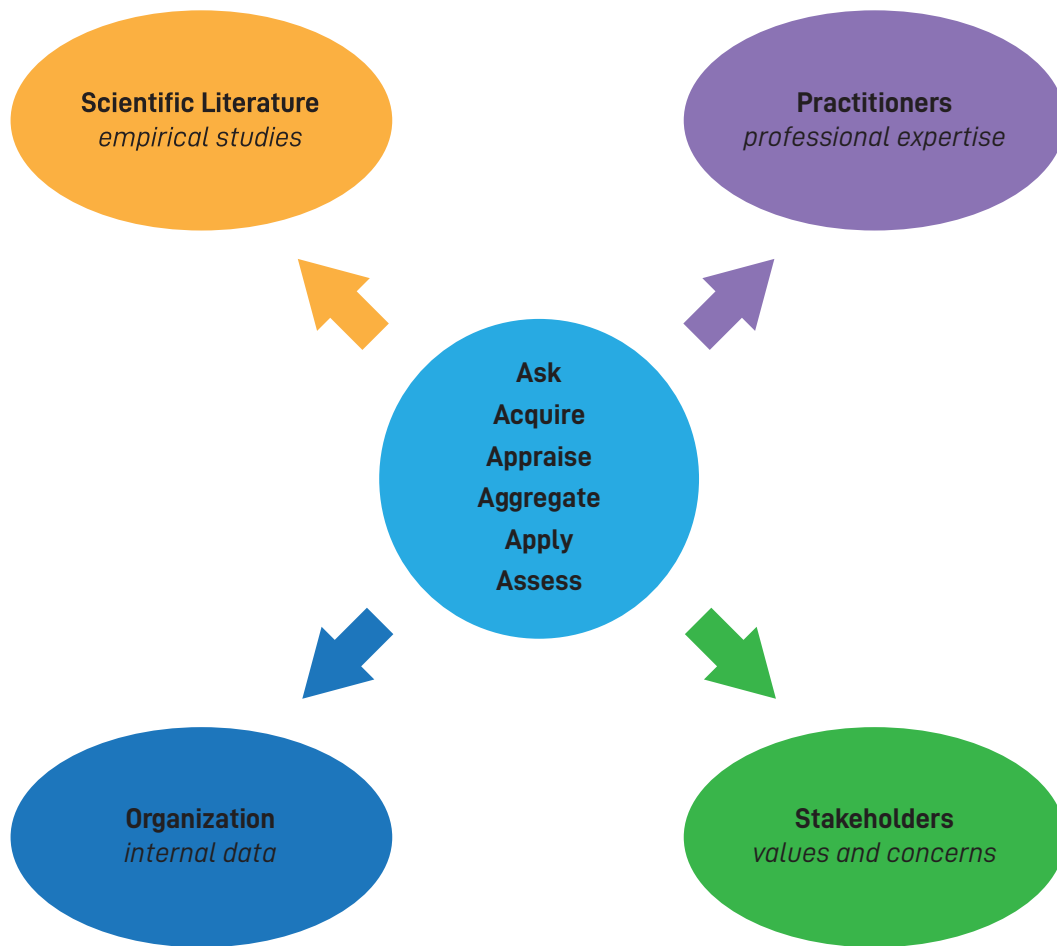 Scientific Literature
empirical studies
Practitioners
professional expertise
Ask
Acquire
Appraise
Aggregate
Apply
Assess
Organization
internal data
Stakeholders
values and concerns